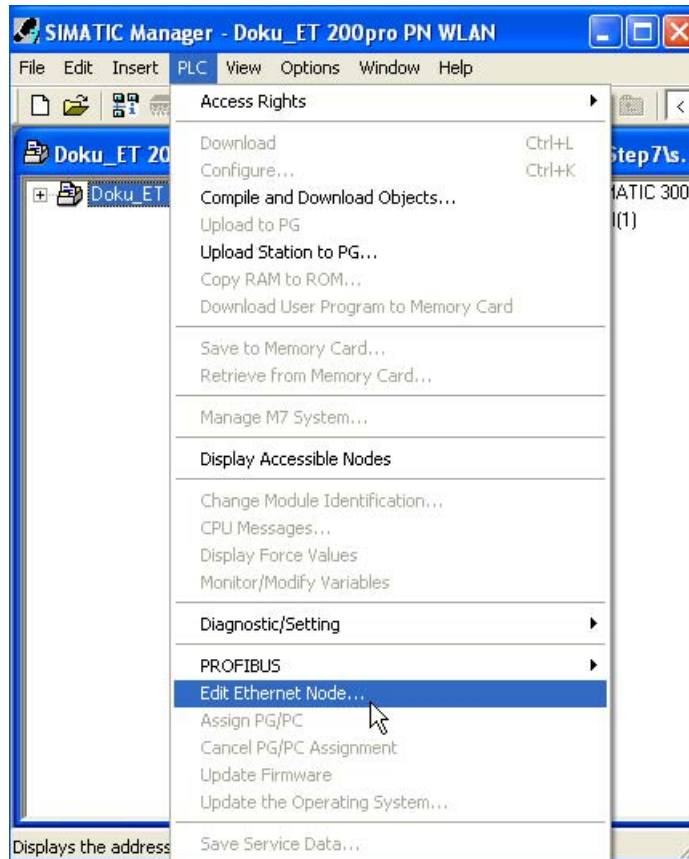 SIMATIC Manager - Doku_ET 200pro PN WLAN
File Edit Insert PLC View Options Window Help
Access Rights
Doku_ET 20
Step7\s.
Download Ctrl+L
Configure... Ctrl+K
Doku_ET
MATIC 300
I(1)
Compile and Download Objects...
Upload to PG
Upload Station to PG...
Copy RAM to ROM...
Download User Program to Memory Card
Save to Memory Card...
Retrieve from Memory Card...
Manage M7 System...
Display Accessible Nodes
Change Module Identification...
CPU Messages...
Display Force Values
Monitor/Modify Variables
Diagnostic/Setting
PROFIBUS
Edit Ethernet Node...
Assign PG/PC
Cancel PG/PC Assignment
Update Firmware
Update the Operating System...
Save Service Data...
Displays the address